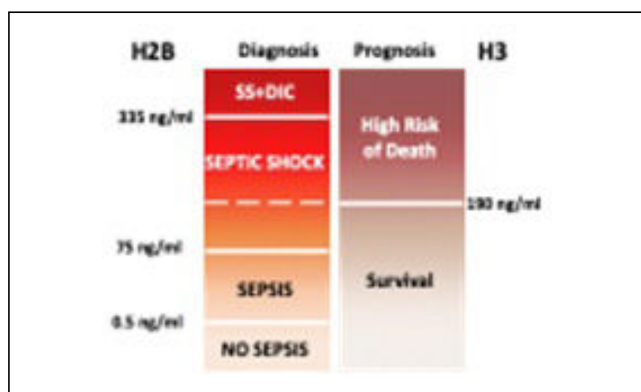 H2B Diagnosis Prognosis H3
SS+DIC
335 ng/ml
High Risk
of Death
SEPTIC SHOCK
190 ng/ml
75 ng/ml
SEPSIS
Survival
0.5 ng/ml
NO SEPSIS